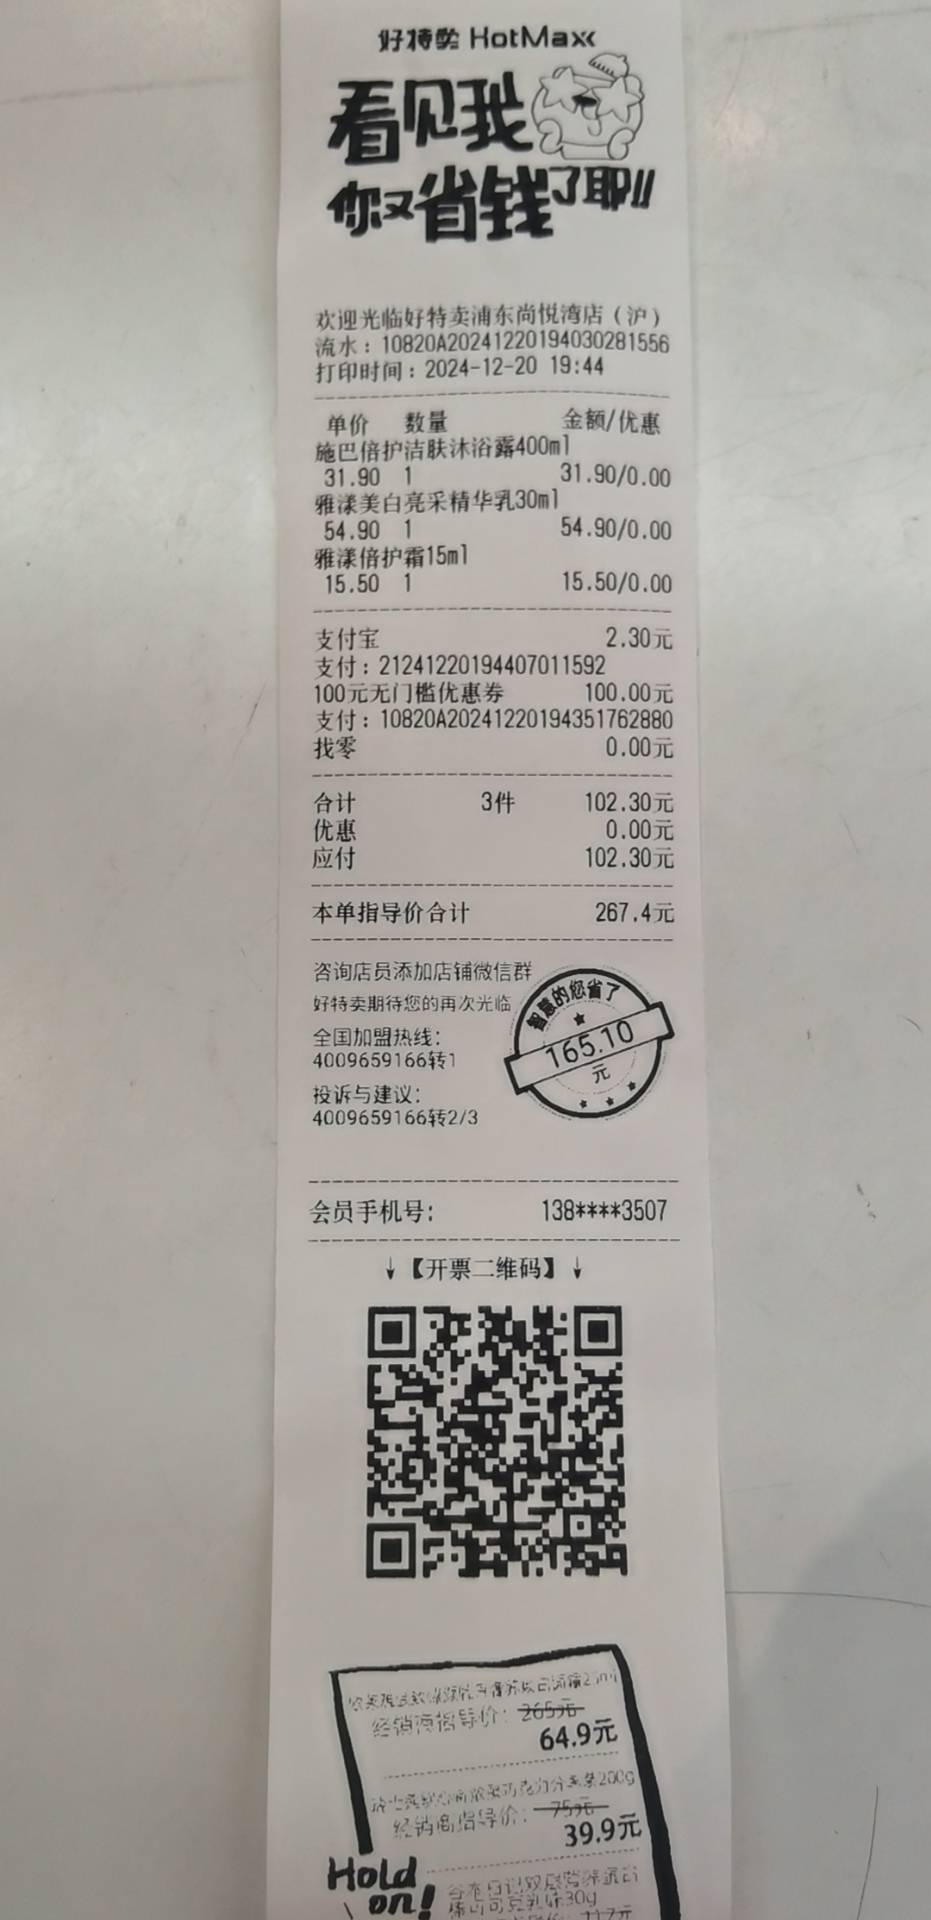 好特卖 HotMaxx
看见我
你又省钱了耶!!
欢迎光临好特卖浦东尚悦湾店（沪）
流水：10820A20241220194030281556
打印时间：2024-12-20 19:44
单价 数量 金额/优惠
施巴倍护洁肤沐浴露400ml
31.90 1 31.90/0.00
雅漾美白亮采精华乳30ml
54.90 1 54.90/0.00
雅漾倍护霜15ml
15.50 1 15.50/0.00
支付宝 2.30元
支付：21241220194407011592
100元无门槛优惠券 100.00元
支付：10820A20241220194351762880
找零 0.00元
合计 3件 102.30元
优惠 0.00元
应付 102.30元
本单指导价合计 267.4元
咨询店员添加店铺微信群
好特卖期待您的再次光临
全国加盟热线：
4009659166转1
投诉与建议：
4009659166转2/3
智慧的您省了
165.10
元
会员手机号： 138****3507
↓【开票二维码】↓
经销商指导价：265元
64.9元
200g
经销商指导价：75元
39.9元
Hold
on!
30g